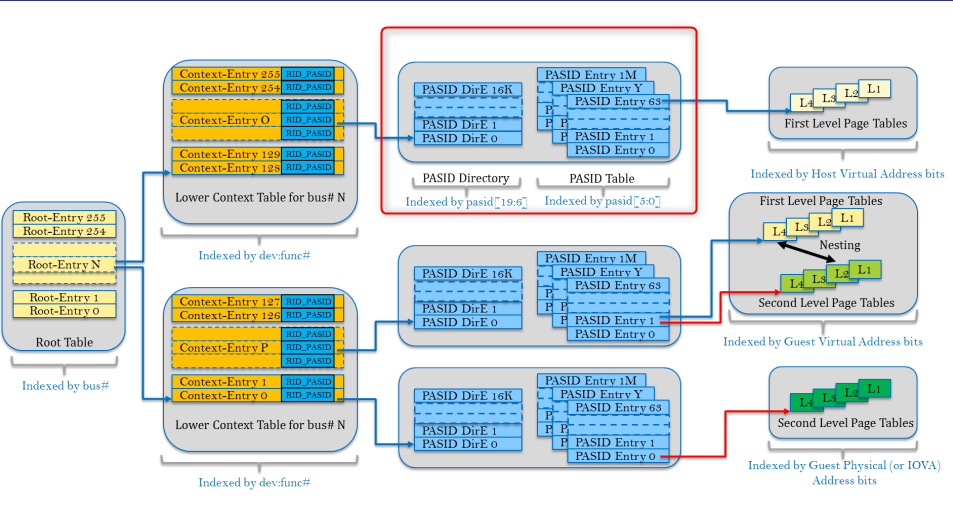 Root-Entry 255
Root-Entry 254
Root-Entry N
Root-Entry 1
Root-Entry 0
Root Table
Indexed by bus#
Context-Entry 255 RID_PASID
Context-Entry 254 RID_PASID
RID_PASID
Context-Entry O RID_PASID
RID_PASID
Context-Entry 129 RID_PASID
Context-Entry 128 RID_PASID
Lower Context Table for bus# N
Indexed by dev:func#
Context-Entry 127 RID_PASID
Context-Entry 126 RID_PASID
RID_PASID
Context-Entry P RID_PASID
RID_PASID
Context-Entry 1 RID_PASID
Context-Entry 0 RID_PASID
Lower Context Table for bus# N
Indexed by dev:func#
PASID DirE 16K
PASID DirE 1
PASID DirE 0
PASID Entry 1M
PASID Entry Y
PASID Entry 63
P
P
P
PASID Entry 1
PASID Entry 0
PASID Directory
Indexed by pasid[19:6]
PASID Table
Indexed by pasid[5:0]
PASID DirE 16K
PASID DirE 1
PASID DirE 0
PASID Entry 1M
PASID Entry Y
PASID Entry 63
P
P
P
PASID Entry 1
PASID Entry 0
PASID DirE 16K
PASID DirE 1
PASID DirE 0
PASID Entry 1M
PASID Entry Y
PASID Entry 63
P
P
PASID Entry 1
PASID Entry 0
L4 L3 L2 L1
First Level Page Tables
Indexed by Host Virtual Address bits
First Level Page Tables
L4 L3 L2 L1
Nesting
L4 L3 L2 L1
Second Level Page Tables
Indexed by Guest Virtual Address bits
L4 L3 L2 L1
Second Level Page Tables
Indexed by Guest Physical (or IOVA)
Address bits